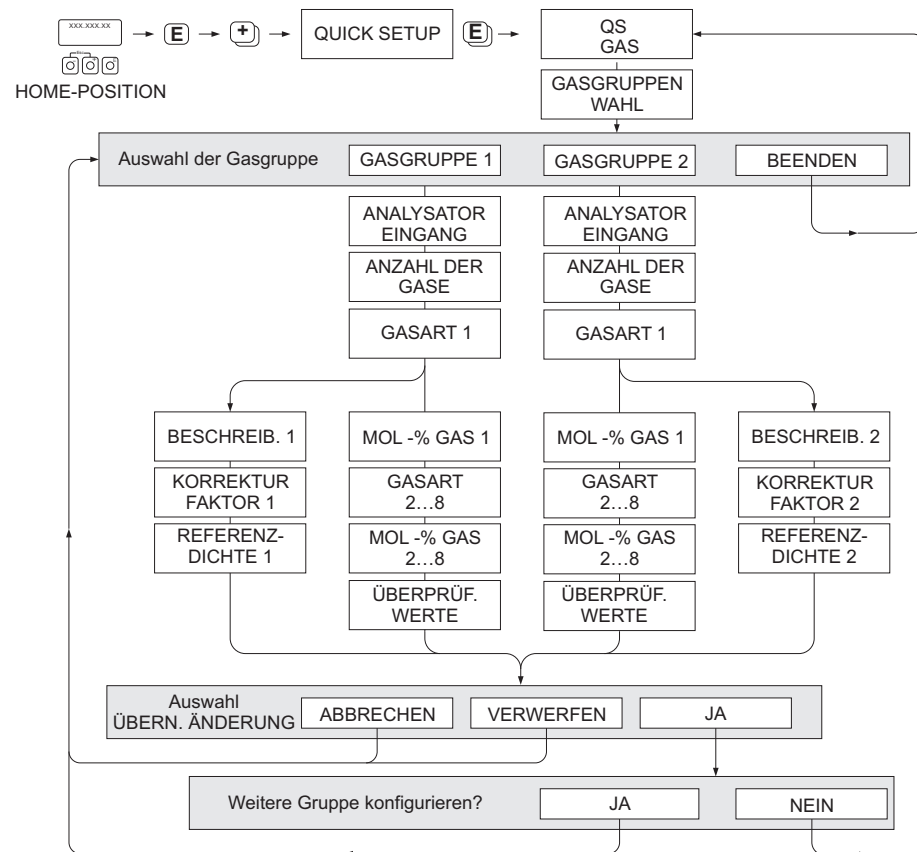 XXX.XXX.XX
Esc
E
+
QUICK SETUP
E
QS
GAS
HOME-POSITION
GASGRUPPEN
WAHL
Auswahl der Gasgruppe
GASGRUPPE 1
GASGRUPPE 2
BEENDEN
ANALYSATOR
EINGANG
ANALYSATOR
EINGANG
ANZAHL DER
GASE
ANZAHL DER
GASE
GASART 1
GASART 1
BESCHREIB. 1
MOL -% GAS 1
MOL -% GAS 1
BESCHREIB. 2
KORREKTUR
FAKTOR 1
GASART
2...8
GASART
2...8
KORREKTUR
FAKTOR 2
REFERENZ-
DICHTE 1
MOL -% GAS
2...8
MOL -% GAS
2...8
REFERENZ-
DICHTE 2
ÜBERPRÜF.
WERTE
ÜBERPRÜF.
WERTE
Auswahl
ÜBERN. ÄNDERUNG
ABBRECHEN
VERWERFEN
JA
Weitere Gruppe konfigurieren?
JA
NEIN